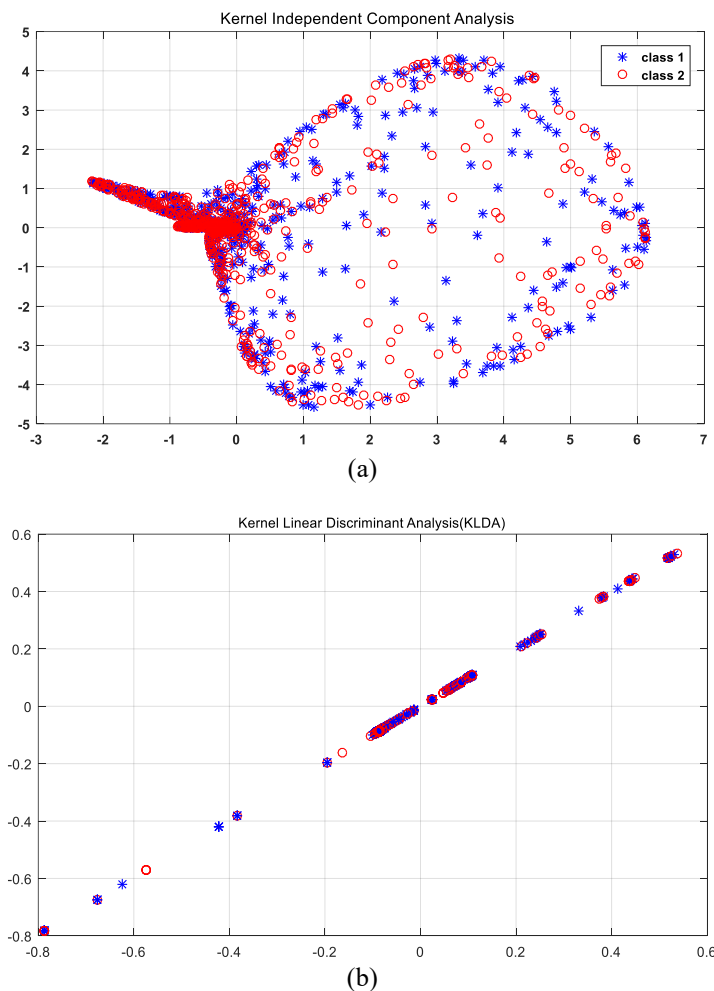 Kernel Independent Component Analysis
5
4
3
2
1
0
-1
-2
-3
-4
-5
-3 -2 -1 0 1 2 3 4 5 6 7
class 1
class 2
(a)
Kernel Linear Discriminant Analysis(KLDA)
0.6
0.4
0.2
0
-0.2
-0.4
-0.6
-0.8
-0.8 -0.6 -0.4 -0.2 0 0.2 0.4 0.6
(b)